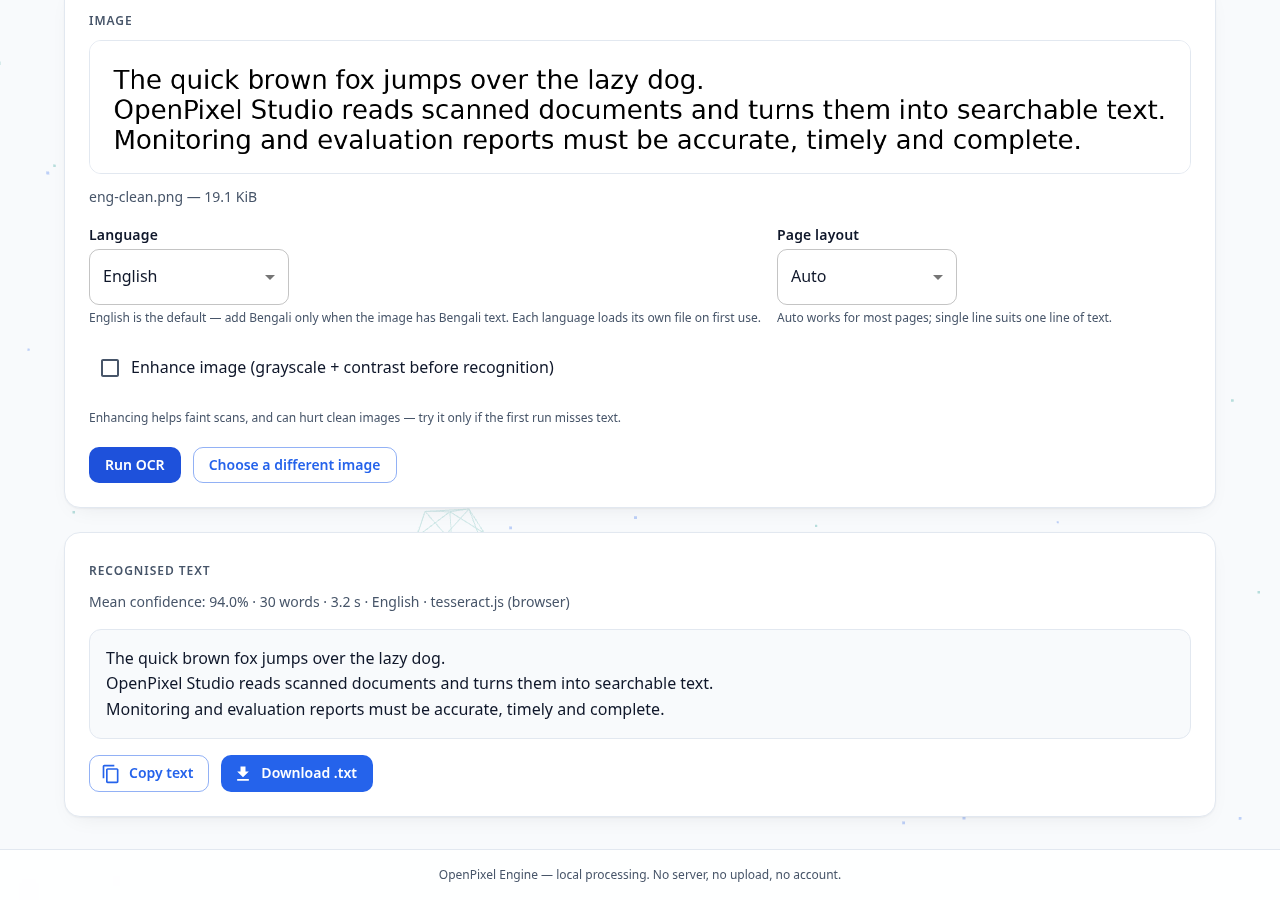 IMAGE
The quick brown fox jumps over the lazy dog.
OpenPixel Studio reads scanned documents and turns them into searchable text.
Monitoring and evaluation reports must be accurate, timely and complete.
eng-clean.png — 19.1 KiB
Language
Page layout
English
Auto
English is the default — add Bengali only when the image has Bengali text. Each language loads its own file on first use.
Auto works for most pages; single line suits one line of text.
Enhance image (grayscale + contrast before recognition)
Enhancing helps faint scans, and can hurt clean images — try it only if the first run misses text.
Run OCR
Choose a different image
RECOGNISED TEXT
Mean confidence: 94.0% · 30 words · 3.2 s · English · tesseract.js (browser)
The quick brown fox jumps over the lazy dog.
OpenPixel Studio reads scanned documents and turns them into searchable text.
Monitoring and evaluation reports must be accurate, timely and complete.
Copy text
Download .txt
OpenPixel Engine — local processing. No server, no upload, no account.